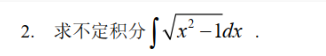 2. 求不定积分 ∫√(x² −1)dx .